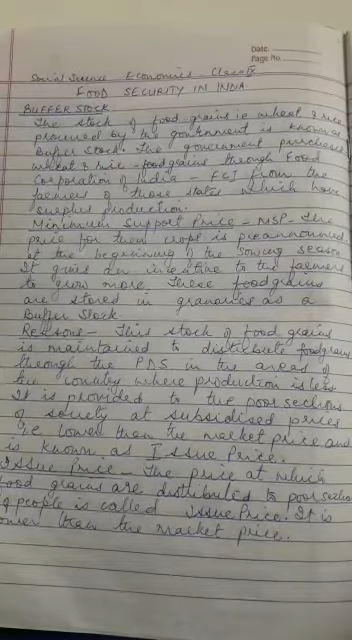 Date
Page No.
Social Science Economics - Class IX
FOOD SECURITY IN INDIA
BUFFER STOCK
The stock of food grains ie wheat & rice
procured by the government is known as
Buffer Stock. The government purchases
wheat & rice - foodgrains through Food
Corporation of India - FCI from the
farmers of those states which have
surplus production.
Minimum Support Price - MSP - The
price for their crops is preannounced
at the beginning of the sowing season
It gives an incentive to the farmers
to grow more. These foodgrains
are stored in granaries as a
Buffer Stock
Reasons - This stock of food grains
is maintained to distribute foodgrains
through the PDS in the areas of
the country where production is less
It is provided to the poor sections
of society at subsidised prices
ie lower than the market price and
is known as Issue Price.
Issue Price - The price at which
food grains are distributed to poor section
of people is called Issue Price. It is
lower than the market price.